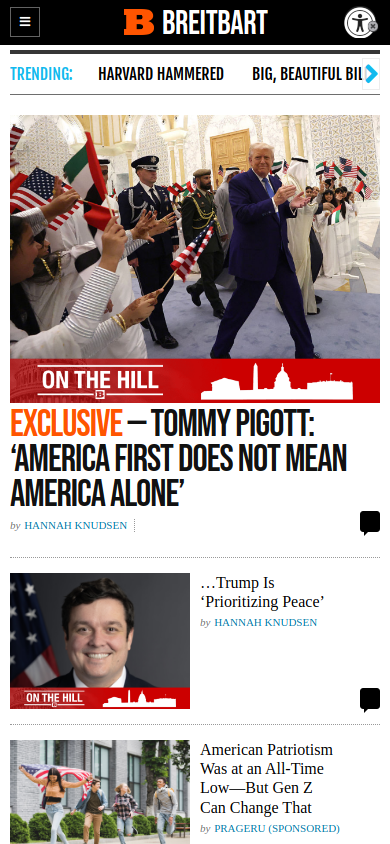 B BREITBART
TRENDING: HARVARD HAMMERED BIG, BEAUTIFUL BIL
ON THE HILL
B
EXCLUSIVE – TOMMY PIGOTT:
‘AMERICA FIRST DOES NOT MEAN
AMERICA ALONE’
by HANNAH KNUDSEN
…Trump Is
‘Prioritizing Peace’
by HANNAH KNUDSEN
ON THE HILL
B
American Patriotism
Was at an All-Time
Low—But Gen Z
Can Change That
by PRAGERU (SPONSORED)